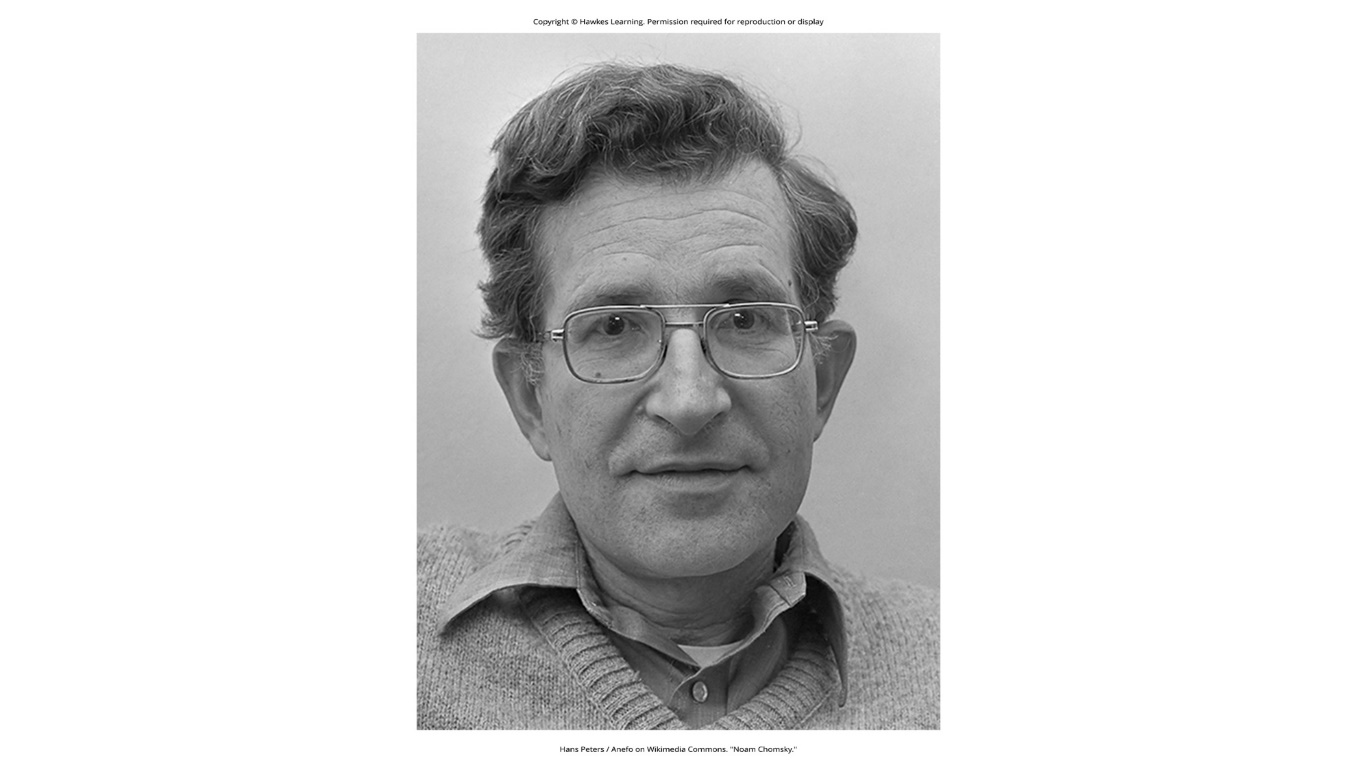 Copyright © Hawkes Learning. Permission required for reproduction or display
Hans Peters / Anefo on Wikimedia Commons. "Noam Chomsky."